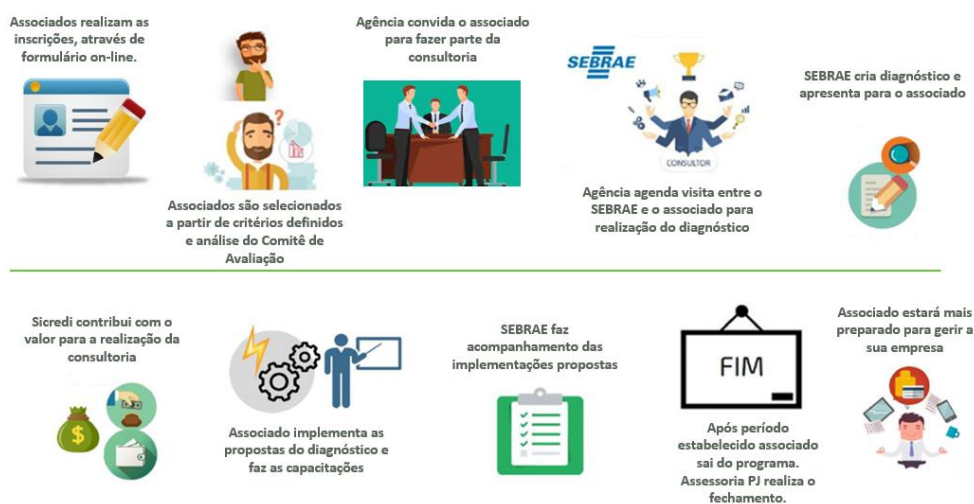 Associados realizam as
inscrições, através de
formulário on-line.
Associados são selecionados
a partir de critérios definidos
e análise do Comitê de
Avaliação
Agência convida o associado
para fazer parte da
consultoria
SEBRAE
CONSULTOR
Agência agenda visita entre o
SEBRAE e o associado para
realização do diagnóstico
SEBRAE cria diagnóstico e
apresenta para o associado
Sicredi contribui com o
valor para a realização da
consultoria
$
Associado implementa as
propostas do diagnóstico e
faz as capacitações
SEBRAE faz
acompanhamento das
implementações propostas
FIM
Após período
estabelecido associado
sai do programa.
Assessoria PJ realiza o
fechamento.
Associado estará mais
preparado para gerir a
sua empresa